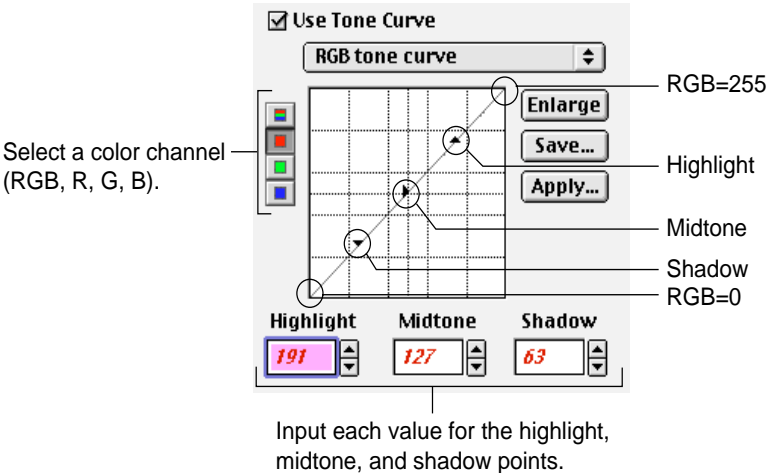 Use Tone Curve
RGB tone curve
RGB=255
Enlarge
Save...
Apply...
Select a color channel
(RGB, R, G, B).
Highlight
Midtone
Shadow
RGB=0
Highlight Midtone Shadow
191 127 63
Input each value for the highlight,
midtone, and shadow points.